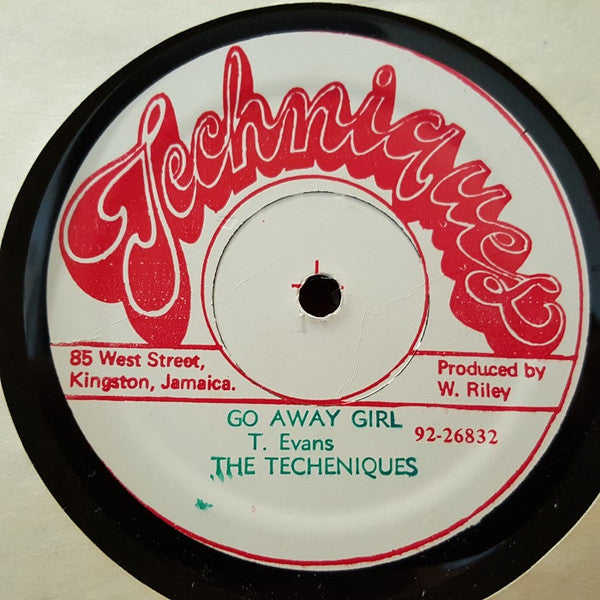 Techniques
85 West Street,
Kingston, Jamaica.
Produced by
W. Riley
GO AWAY GIRL
T. Evans
92-26832
THE TECHENIQUES